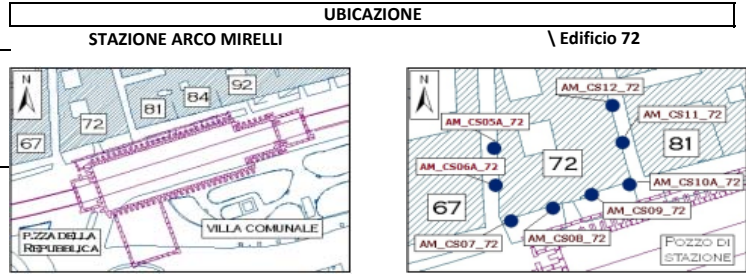 UBICAZIONE
STAZIONE ARCO MIRELLI
\ Edificio 72
N
92
84
81
72
67
P.ZZA DELLA
REPUBBLICA
VILLA COMUNALE
N
AM_CS12_72
AM_CS11_72
AM_CS05A_72
81
AM_CS06A_72
72
AM_CS10A_72
67
AM_CS09_72
AM_CS07_72
AM_CS08_72
POZZO DI
STAZIONE